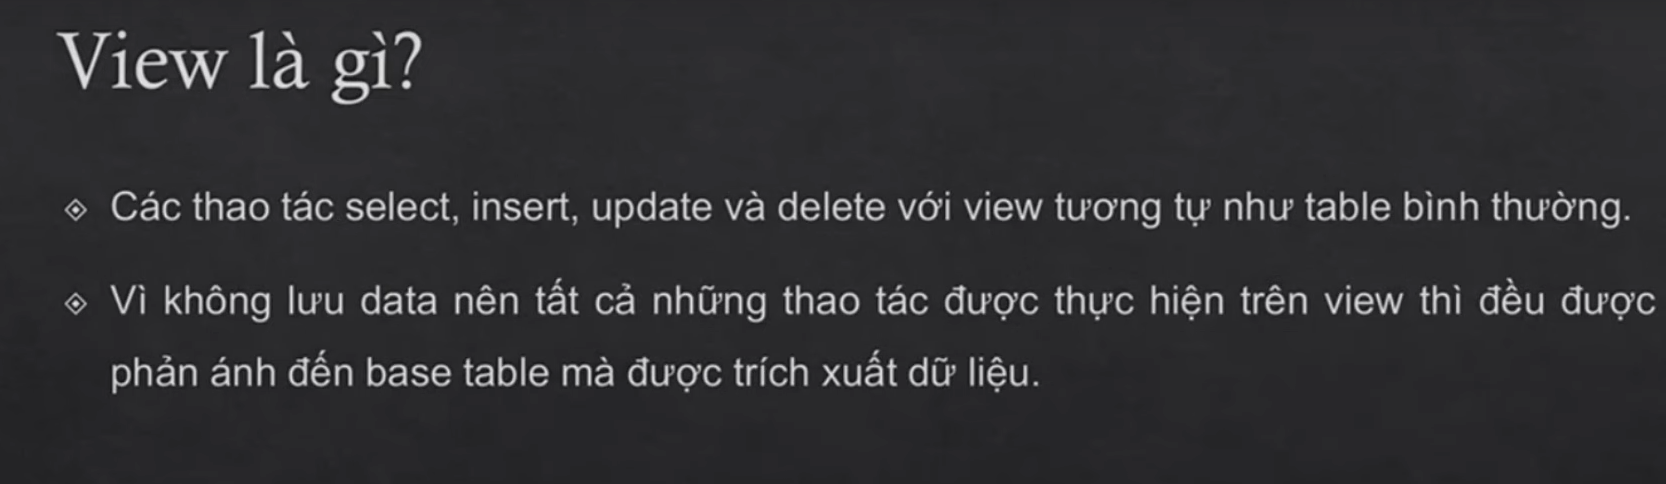 View là gì?
Các thao tác select, insert, update và delete với view tương tự như table bình thường.
Vì không lưu data nên tất cả những thao tác được thực hiện trên view thì đều được
phản ánh đến base table mà được trích xuất dữ liệu.